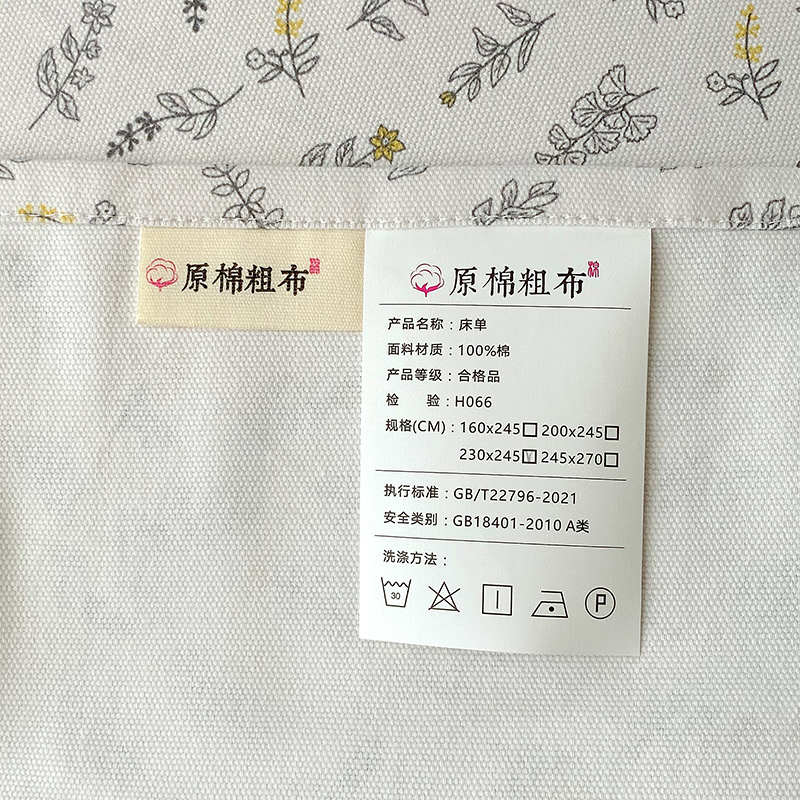 原棉粗布
原棉粗布 棉
产品名称：床单
面料材质：100%棉
产品等级：合格品
检　　验：H066
规格(CM)：160x245□ 200x245□
230x245☑ 245x270□
执行标准：GB/T22796-2021
安全类别：GB18401-2010 A类
洗涤方法：
30 P